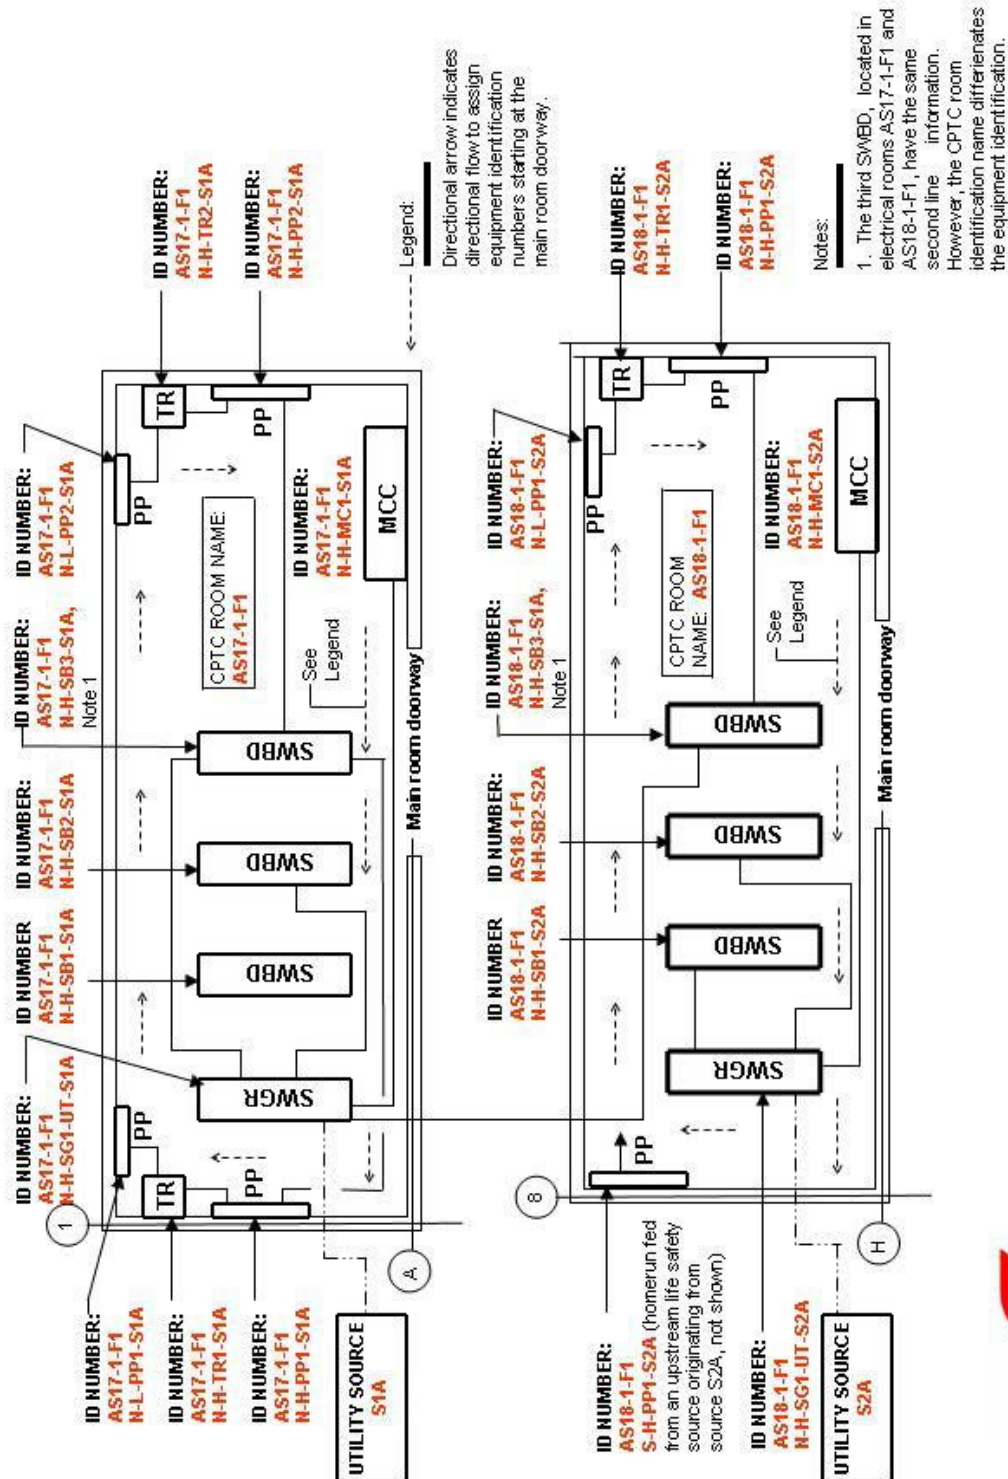 ID NUMBER:
AS17-1-F1
N-H-SG1-UT-S1A
ID NUMBER
AS17-1-F1
N-H-SB1-S1A
ID NUMBER:
AS17-1-F1
N-H-SB2-S1A
ID NUMBER:
AS17-1-F1
N-H-SB3-S1A,
Note 1
ID NUMBER:
AS17-1-F1
N-L-PP2-S1A
ID NUMBER:
AS17-1-F1
N-L-PP1-S1A
ID NUMBER:
AS17-1-F1
N-H-TR1-S1A
ID NUMBER:
AS17-1-F1
N-H-PP1-S1A
UTILITY SOURCE
S1A
1
A
PP
TR
PP
SWGR
SWBD
SWBD
SWBD
CPTC ROOM NAME:
AS17-1-F1
See
Legend
PP
TR
PP
ID NUMBER:
AS17-1-F1
N-H-MC1-S1A
MCC
Main room doorway
ID NUMBER:
AS17-1-F1
N-H-TR2-S1A
ID NUMBER:
AS17-1-F1
N-H-PP2-S1A
Legend:
Directional arrow indicates
directional flow to assign
equipment identification
numbers starting at the
main room doorway.
ID NUMBER
AS18-1-F1
N-H-SB1-S2A
ID NUMBER:
AS18-1-F1
N-H-SB2-S2A
ID NUMBER:
AS18-1-F1
N-H-SB3-S1A,
Note 1
ID NUMBER:
AS18-1-F1
N-L-PP1-S2A
ID NUMBER:
AS18-1-F1
S-H-PP1-S2A (homerun fed
from an upstream life safety
source originating from
source S2A, not shown)
ID NUMBER:
AS18-1-F1
N-H-SG1-UT-S2A
UTILITY SOURCE
S2A
8
H
PP
SWGR
SWBD
SWBD
SWBD
CPTC ROOM
NAME: AS18-1-F1
See
Legend
PP
TR
PP
ID NUMBER:
AS18-1-F1
N-H-MC1-S2A
MCC
Main room doorway
ID NUMBER:
AS18-1-F1
N-H-TR1-S2A
ID NUMBER:
AS18-1-F1
N-H-PP1-S2A
Notes:
1. The third SWBD, located in
electrical rooms AS17-1-F1 and
AS18-1-F1, have the same
second line information.
However, the CPTC room
identification name differienates
the equipment identification.